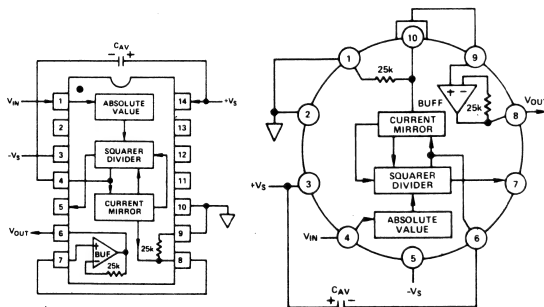 CAV
− +
VIN
1
ABSOLUTE
VALUE
14
+VS
2
13
-VS
3
SQUARER
DIVIDER
12
4
11
5
CURRENT
MIRROR
10
VOUT
6
25k
9
+
BUF
−
25k
7
8
10
1
9
25k
+ −
25k
VOUT
8
BUFF
2
CURRENT
MIRROR
+VS
3
SQUARER
DIVIDER
7
ABSOLUTE
VALUE
VIN
4
6
5
-VS
CAV
+ −